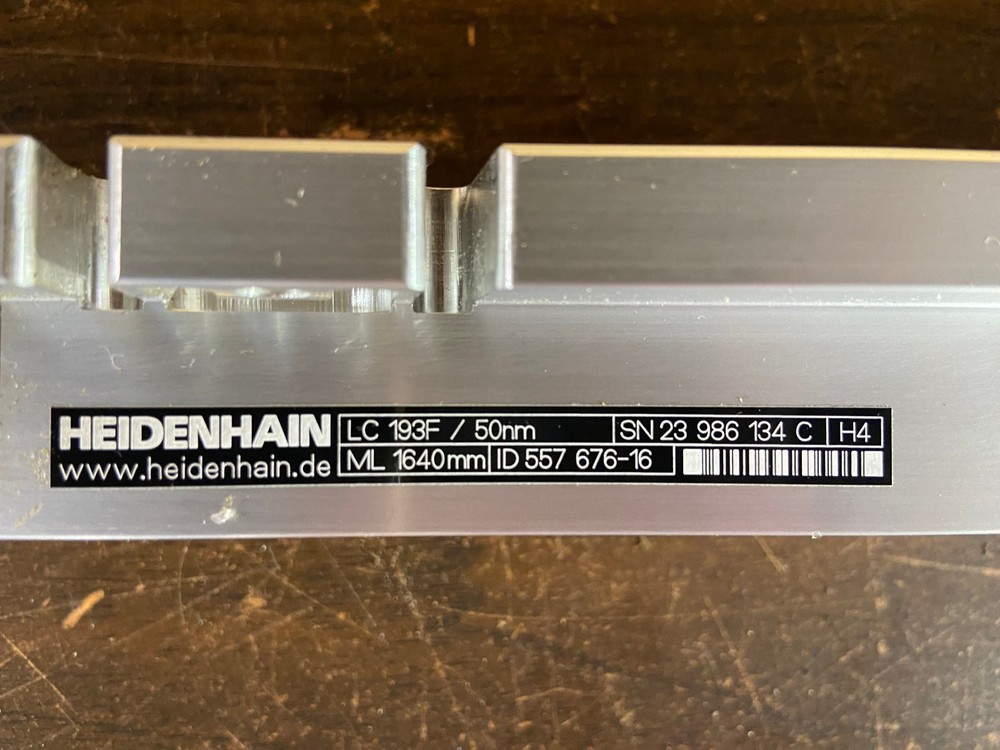 HEIDENHAIN LC 193F / 50nm SN 23 986 134 C H4
www.heidenhain.de ML 1640mm ID 557 676-16